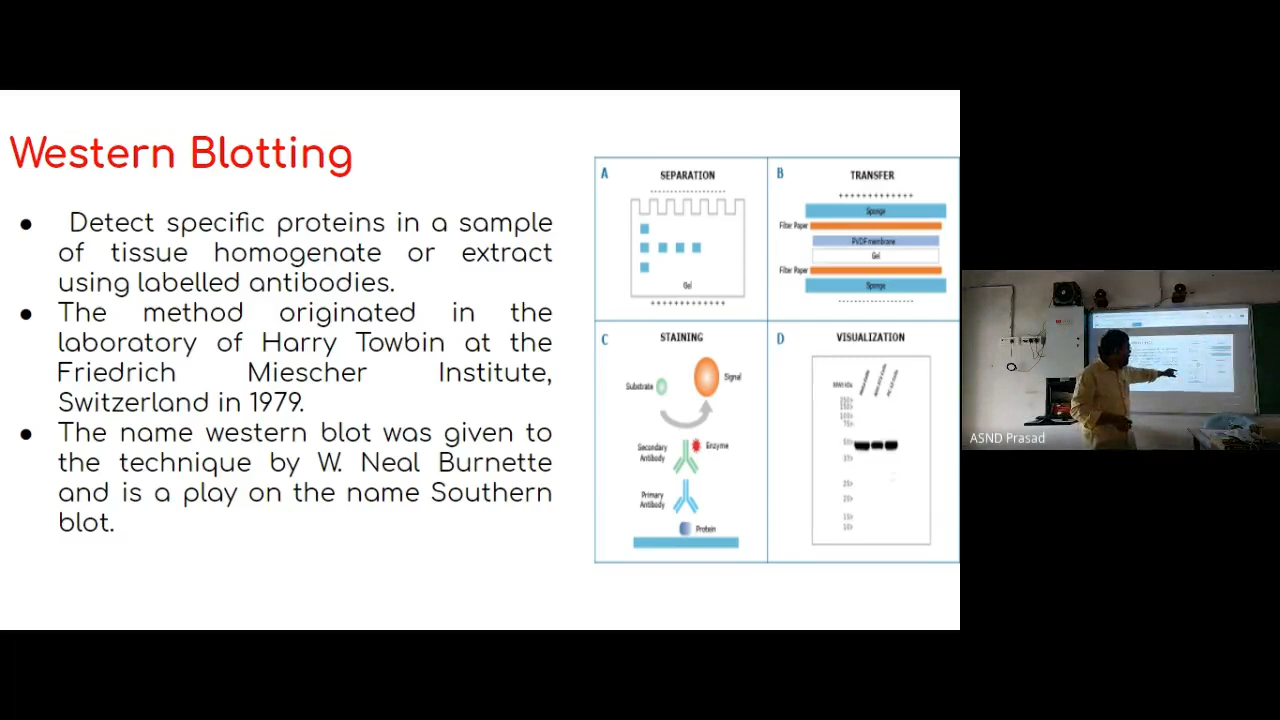 Western Blotting
● Detect specific proteins in a sample
of tissue homogenate or extract
using labelled antibodies.
● The method originated in the
laboratory of Harry Towbin at the
Friedrich Miescher Institute,
Switzerland in 1979.
● The name western blot was given to
the technique by W. Neal Burnette
and is a play on the name Southern
blot.
A
SEPARATION
Gel
B
TRANSFER
Sponge
Filter Paper
PVDF membrane
Gel
Filter Paper
Sponge
C
STAINING
Substrate
Signal
Secondary
Antibody
Enzyme
Primary
Antibody
Protein
D
VISUALIZATION
ASND Prasad